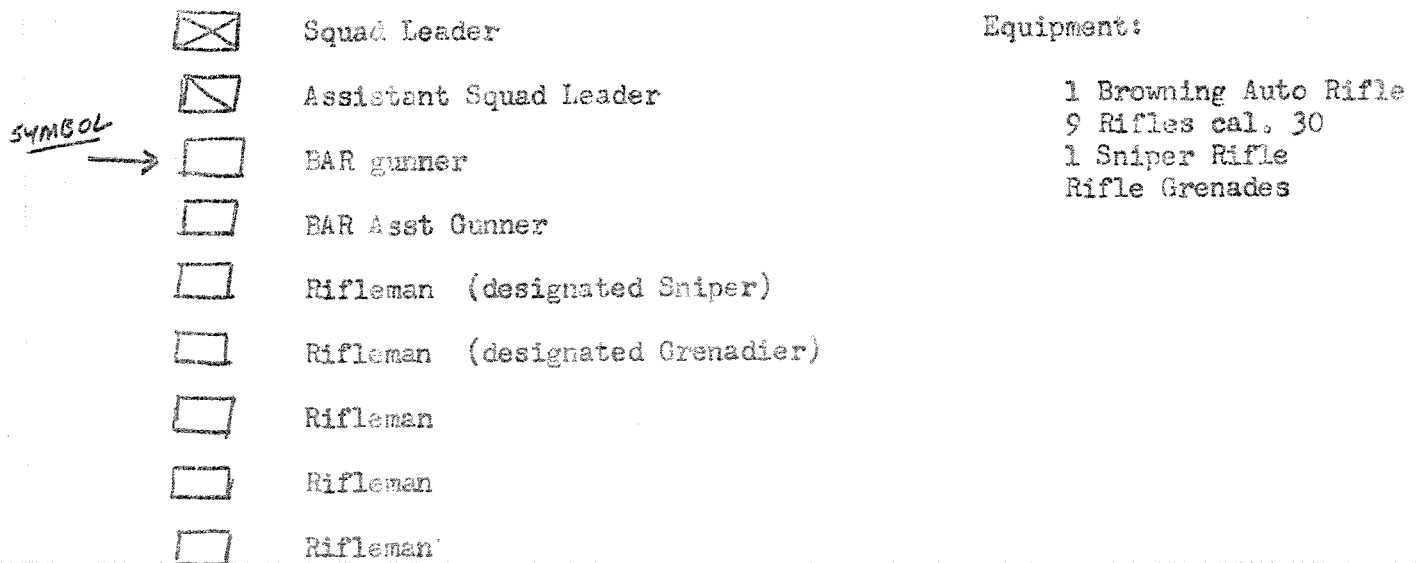 Squad Leader
Assistant Squad Leader
SYMBOL
BAR gunner
BAR Asst Gunner
Rifleman (designated Sniper)
Rifleman (designated Grenadier)
Rifleman
Rifleman
Rifleman
Equipment:
1 Browning Auto Rifle
9 Rifles cal. 30
1 Sniper Rifle
Rifle Grenades